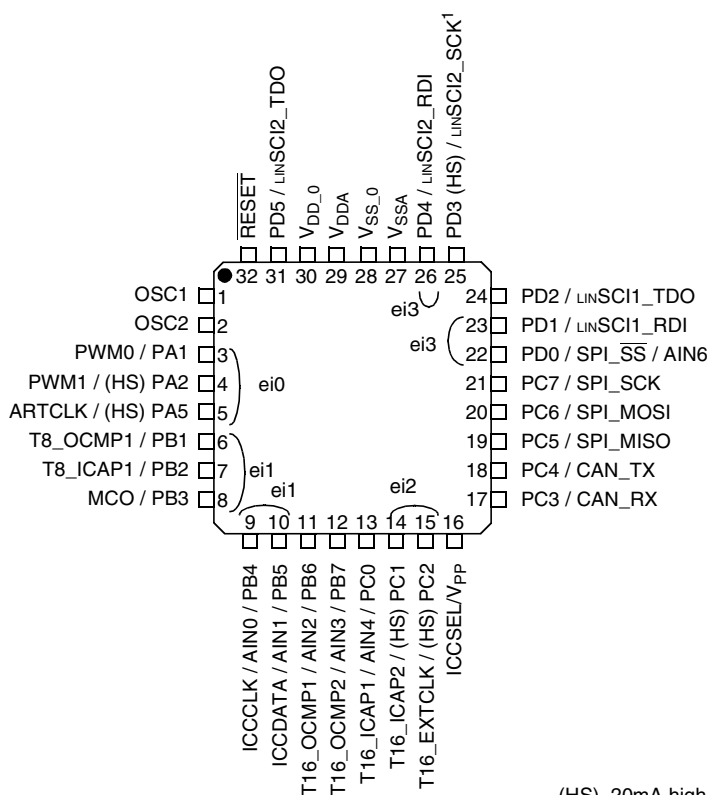 RESET
PD5 / LINSCI2_TDO
VDD_0
VDDA
VSS_0
VSSA
PD4 / LINSCI2_RDI
PD3 (HS) / LINSCI2_SCK1
32 31 30 29 28 27 26 25
OSC1 1
OSC2 2
PWM0 / PA1 3
PWM1 / (HS) PA2 4
ARTCLK / (HS) PA5 5
T8_OCMP1 / PB1 6
T8_ICAP1 / PB2 7
MCO / PB3 8
ei3
ei3
ei0
ei1
ei1
ei2
24 PD2 / LINSCI1_TDO
23 PD1 / LINSCI1_RDI
22 PD0 / SPI_SS / AIN6
21 PC7 / SPI_SCK
20 PC6 / SPI_MOSI
19 PC5 / SPI_MISO
18 PC4 / CAN_TX
17 PC3 / CAN_RX
9 10 11 12 13 14 15 16
ICCCLK / AIN0 / PB4
ICCDATA / AIN1 / PB5
T16_OCMP1 / AIN2 / PB6
T16_OCMP2 / AIN3 / PB7
T16_ICAP1 / AIN4 / PC0
T16_ICAP2 / (HS) PC1
T16_EXTCLK / (HS) PC2
ICCSEL/VPP
(HS) 20mA high